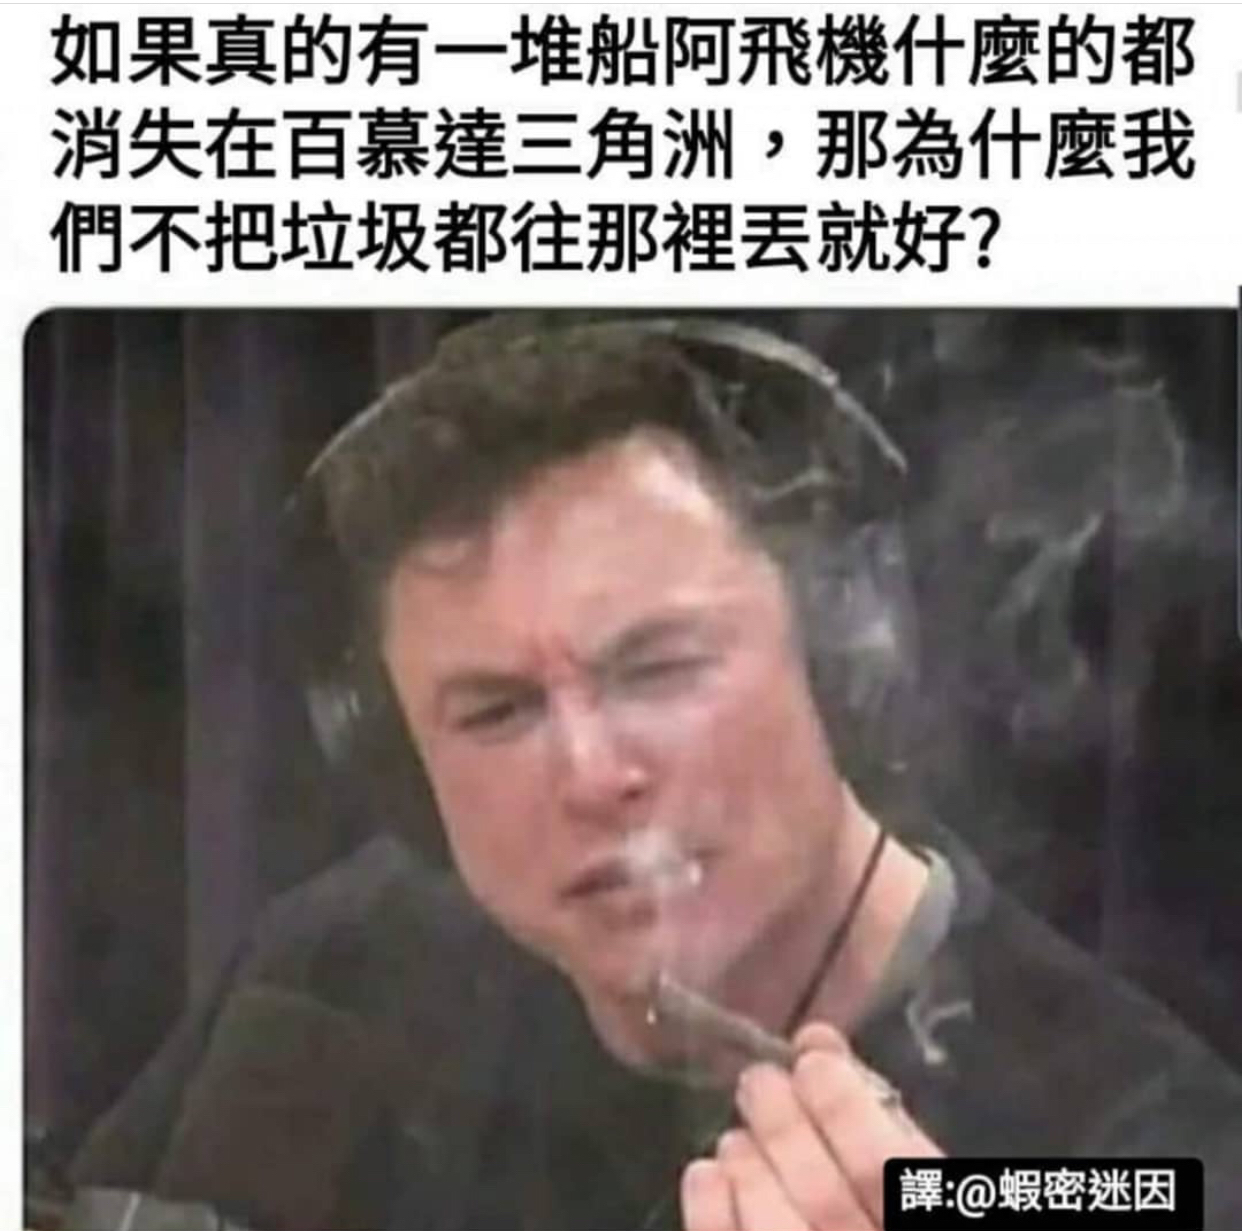 如果真的有一堆船阿飛機什麼的都
消失在百慕達三角洲，那為什麼我
們不把垃圾都往那裡丟就好?
譯:@蝦密迷因